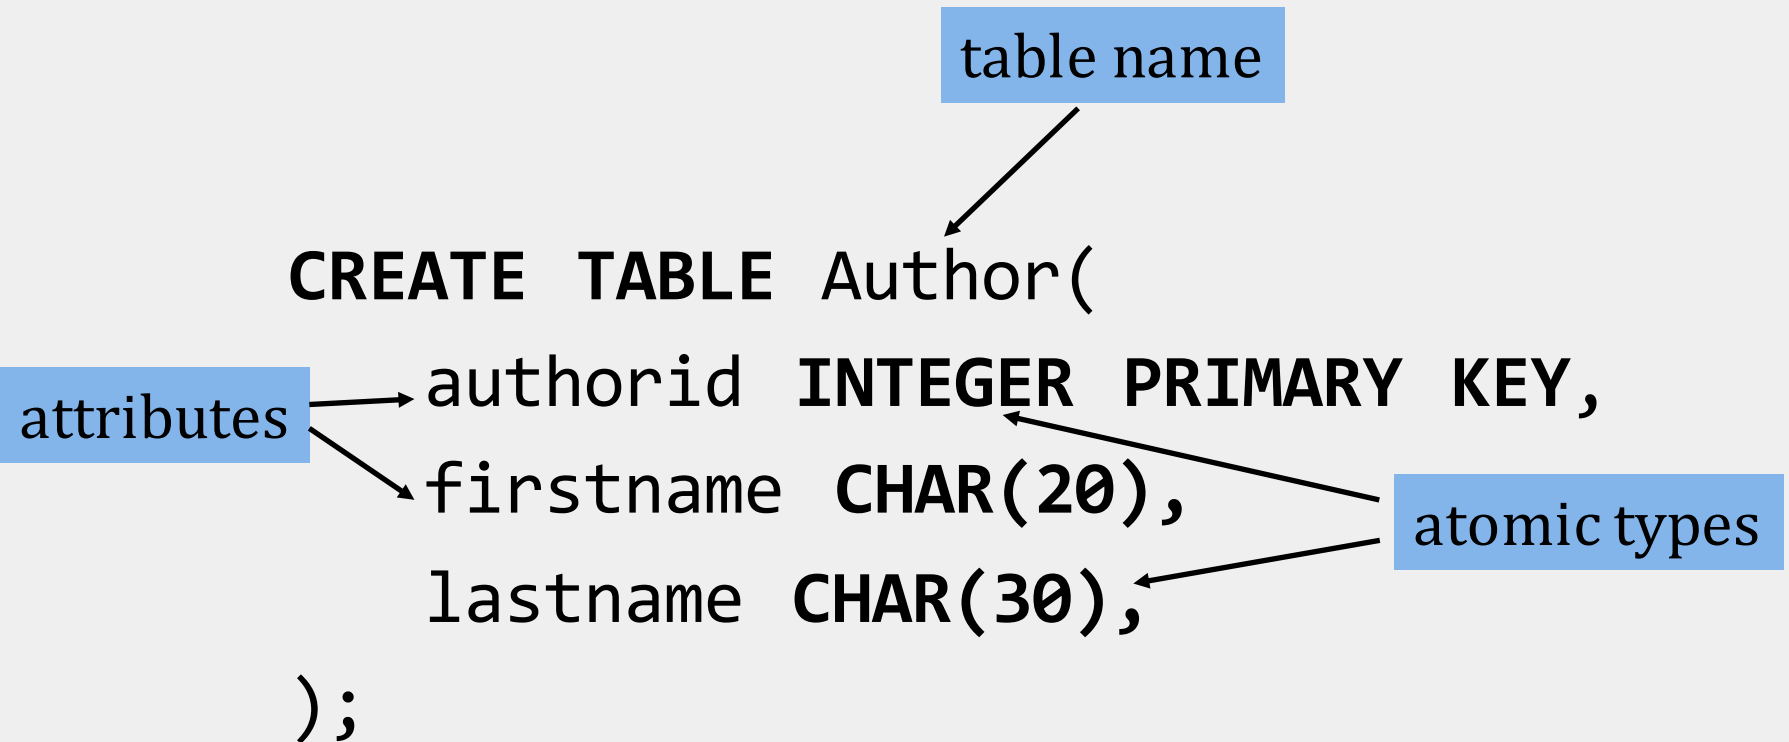 table name
CREATE TABLE Author(
authorid INTEGER PRIMARY KEY,
attributes
firstname CHAR(20),
atomic types
lastname CHAR(30),
);